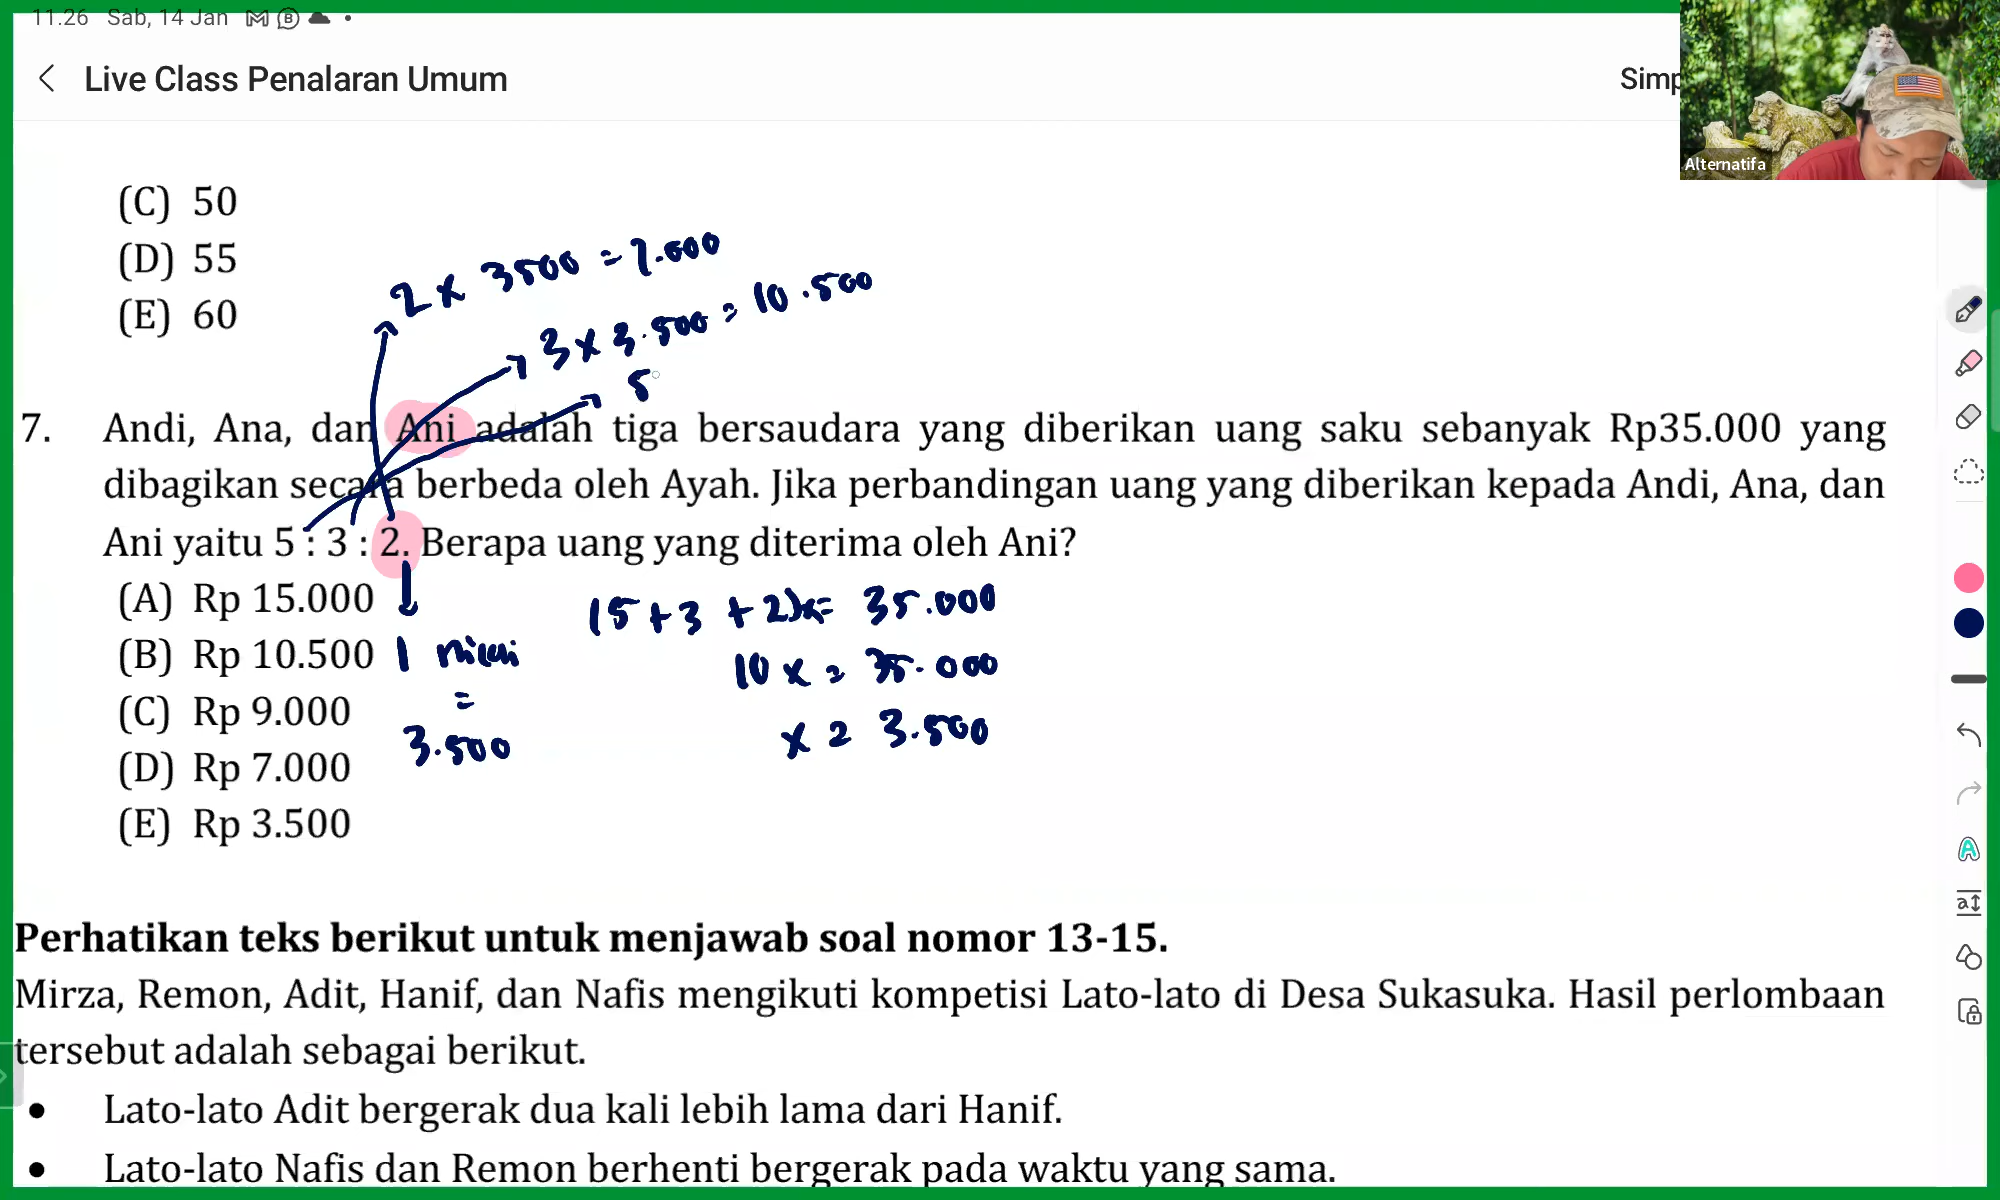 11.26 Sab, 14 Jan
Live Class Penalaran Umum
Simp
Alternatifa
(C) 50
(D) 55
(E) 60
2 x 3500 = 7.000
3 x 3.500 = 10.500
5
7. Andi, Ana, dan Ani adalah tiga bersaudara yang diberikan uang saku sebanyak Rp35.000 yang
dibagikan secara berbeda oleh Ayah. Jika perbandingan uang yang diberikan kepada Andi, Ana, dan
Ani yaitu 5 : 3 : 2. Berapa uang yang diterima oleh Ani?
(A) Rp 15.000
(B) Rp 10.500
(C) Rp 9.000
(D) Rp 7.000
(E) Rp 3.500
1 nilai
=
3.500
(5 + 3 + 2)x = 35.000
10 x = 35.000
x = 3.500
Perhatikan teks berikut untuk menjawab soal nomor 13-15.
Mirza, Remon, Adit, Hanif, dan Nafis mengikuti kompetisi Lato-lato di Desa Sukasuka. Hasil perlombaan
tersebut adalah sebagai berikut.
• Lato-lato Adit bergerak dua kali lebih lama dari Hanif.
• Lato-lato Nafis dan Remon berhenti bergerak pada waktu yang sama.